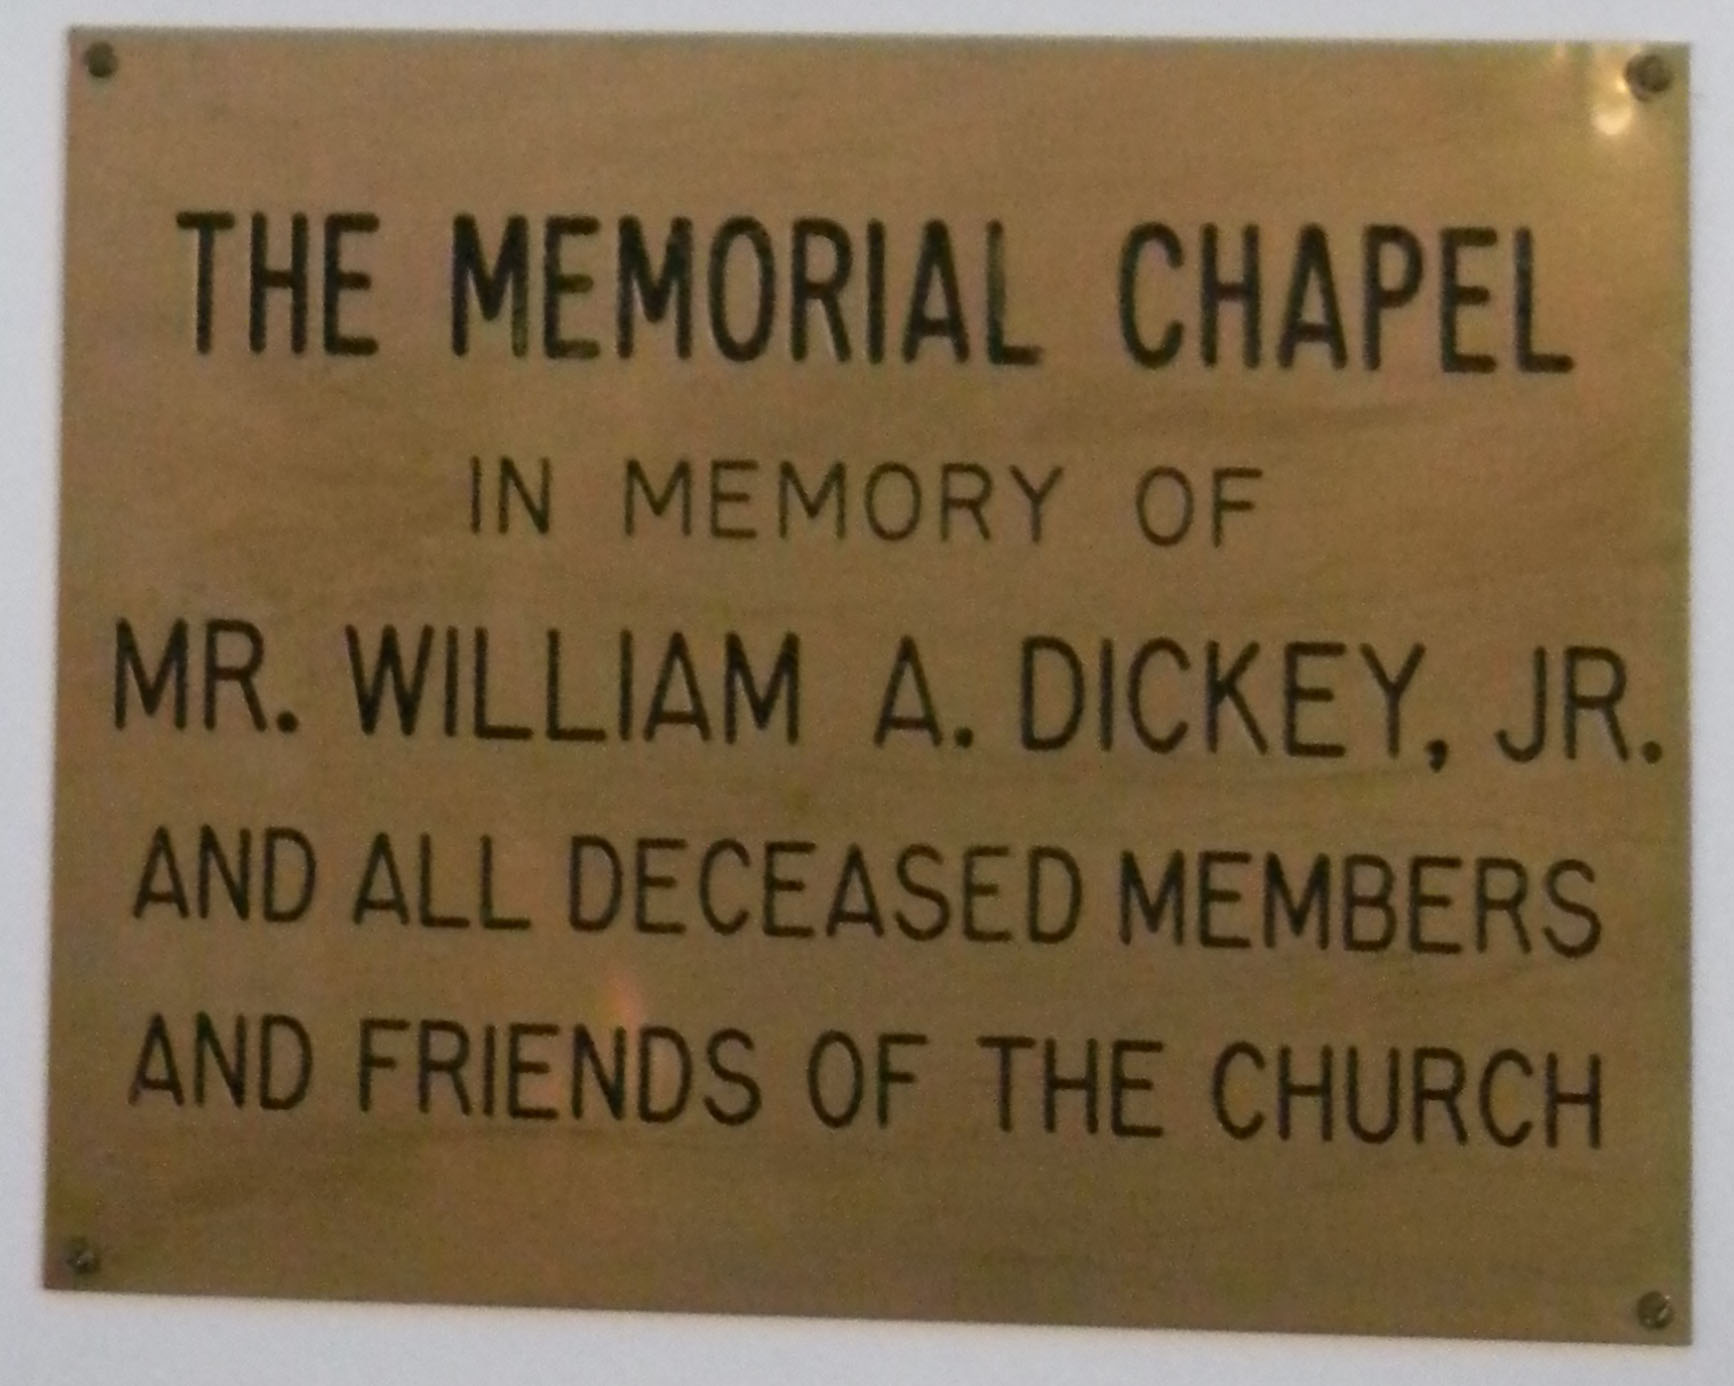 THE MEMORIAL CHAPEL
IN MEMORY OF
MR. WILLIAM A. DICKEY, JR.
AND ALL DECEASED MEMBERS
AND FRIENDS OF THE CHURCH